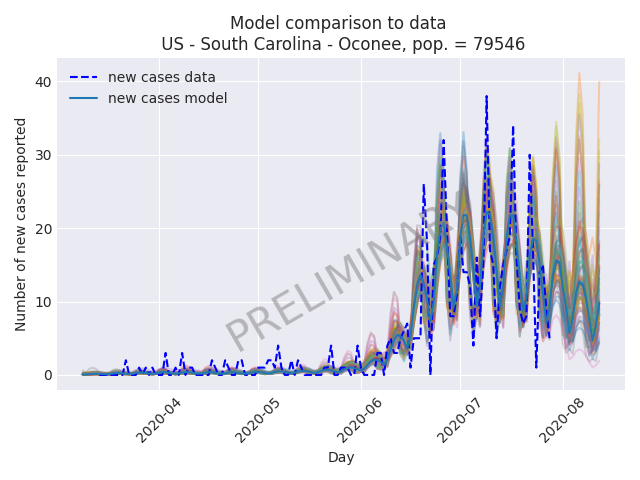 Model comparison to data
US - South Carolina - Oconee, pop. = 79546
new cases data
new cases model
Number of new cases reported
40
30
20
10
0
PRELIMINARY
2020-04
2020-05
2020-06
2020-07
2020-08
Day